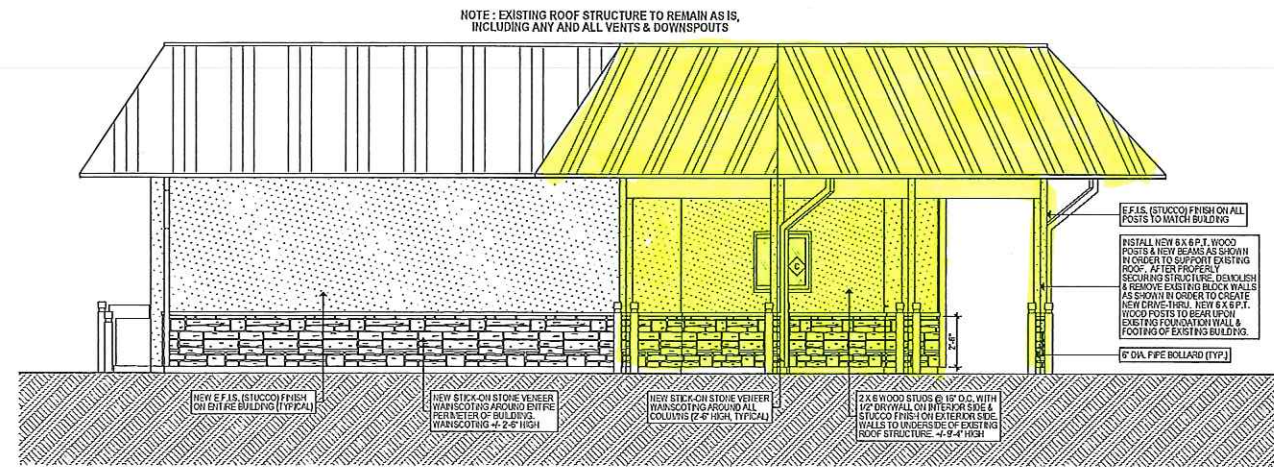 NOTE : EXISTING ROOF STRUCTURE TO REMAIN AS IS,
INCLUDING ANY AND ALL VENTS & DOWNSPOUTS
E.F.I.S. (STUCCO) FINISH ON ALL
POSTS TO MATCH BUILDING
INSTALL NEW 6 X 6 P.T. WOOD
POSTS & NEW BEAMS AS SHOWN
IN ORDER TO SUPPORT EXISTING
ROOF. AFTER PROPERLY
SECURING STRUCTURE, DEMOLISH
& REMOVE EXISTING BLOCK WALLS
AS SHOWN IN ORDER TO CREATE
NEW DRIVE-THRU. NEW 6 X 6 P.T.
WOOD POSTS TO BEAR UPON
EXISTING FOUNDATION WALL &
FOOTING OF EXISTING BUILDING.
C
2'-6"
6" DIA. PIPE BOLLARD (TYP.)
NEW E.F.I.S. (STUCCO) FINISH
ON ENTIRE BUILDING (TYPICAL)
NEW STICK-ON STONE VENEER
WAINSCOTING AROUND ENTIRE
PERIMETER OF BUILDING.
WAINSCOTING +/- 2'-6" HIGH
NEW STICK-ON STONE VENEER
WAINSCOTING AROUND ALL
COLUMNS (2'-6" HIGH, TYPICAL)
2 X 6 WOOD STUDS @ 16" O.C. WITH
1/2" DRYWALL ON INTERIOR SIDE &
STUCCO FINISH ON EXTERIOR SIDE.
WALLS TO UNDERSIDE OF EXISTING
ROOF STRUCTURE. +/- 9'-4" HIGH